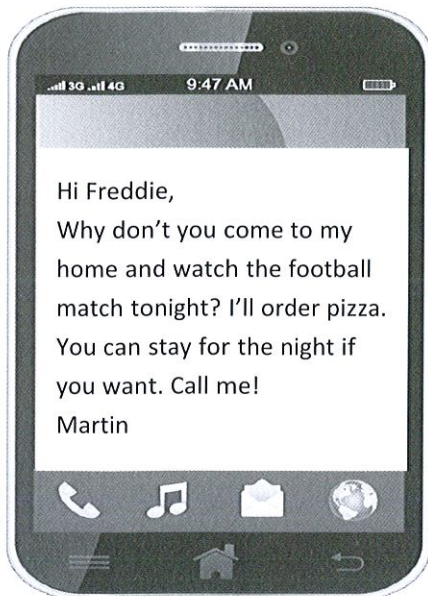 3G 4G 9:47 AM
Hi Freddie,
Why don't you come to my
home and watch the football
match tonight? I'll order pizza.
You can stay for the night if
you want. Call me!
Martin